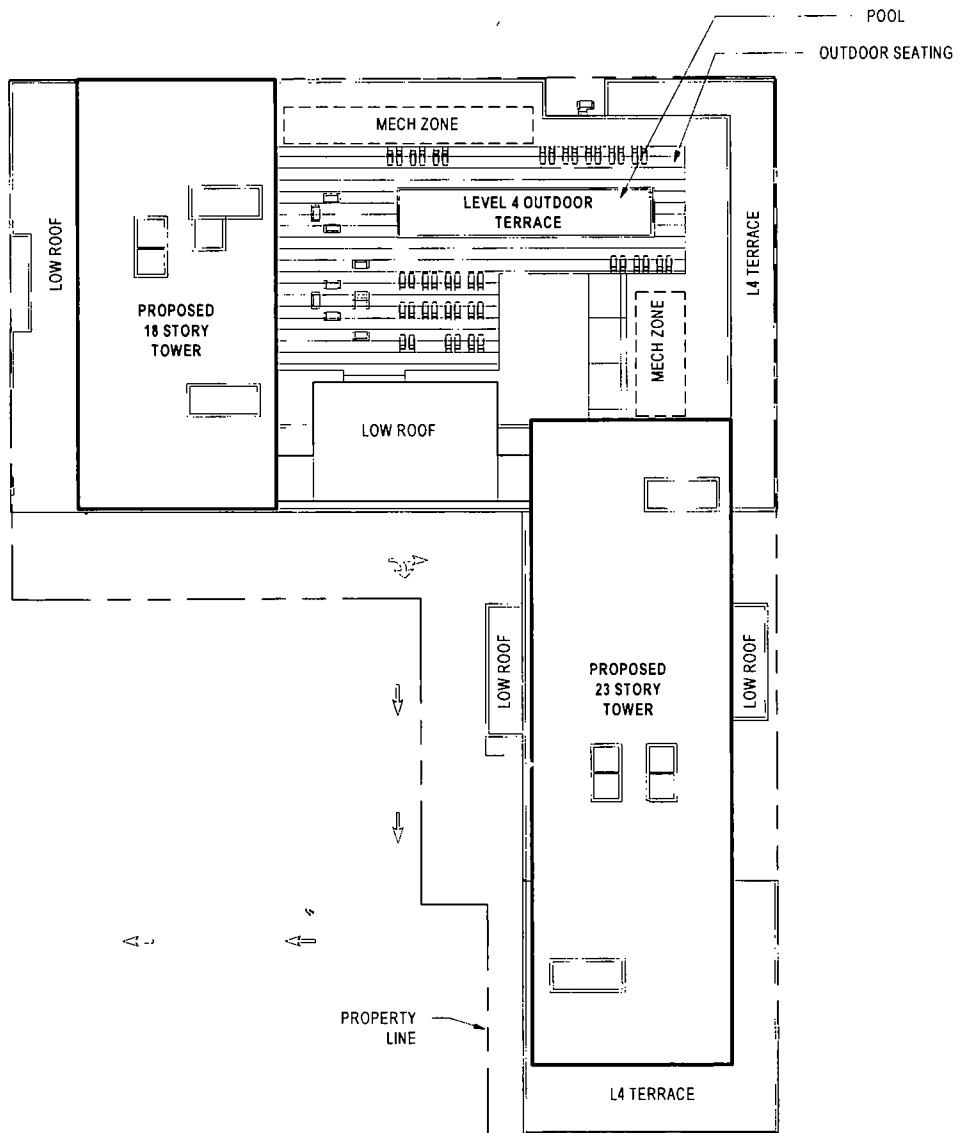 POOL
OUTDOOR SEATING
MECH ZONE
LEVEL 4 OUTDOOR
TERRACE
LOW ROOF
L4 TERRACE
PROPOSED
18 STORY
TOWER
MECH ZONE
LOW ROOF
LOW ROOF
PROPOSED
23 STORY
TOWER
LOW ROOF
PROPERTY
LINE
L4 TERRACE